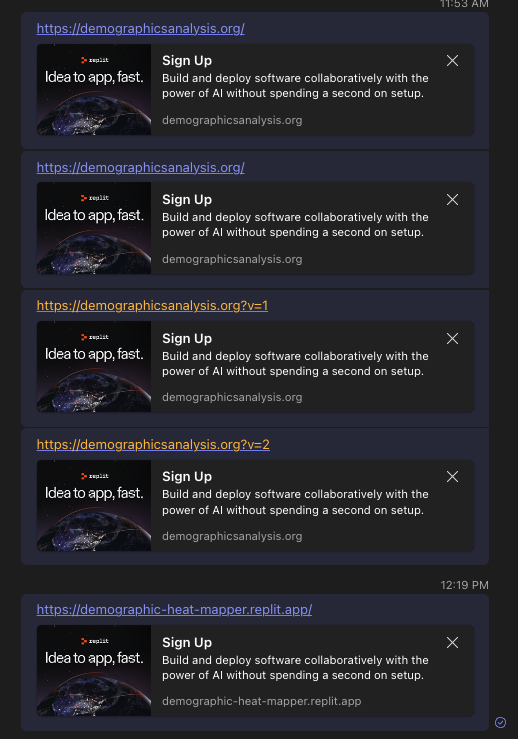 11:53 AM
https://demographicsanalysis.org/
replit
Idea to app, fast.
Sign Up
Build and deploy software collaboratively with the
power of AI without spending a second on setup.
demographicsanalysis.org
https://demographicsanalysis.org/
replit
Idea to app, fast.
Sign Up
Build and deploy software collaboratively with the
power of AI without spending a second on setup.
demographicsanalysis.org
https://demographicsanalysis.org?v=1
replit
Idea to app, fast.
Sign Up
Build and deploy software collaboratively with the
power of AI without spending a second on setup.
demographicsanalysis.org
https://demographicsanalysis.org?v=2
replit
Idea to app, fast.
Sign Up
Build and deploy software collaboratively with the
power of AI without spending a second on setup.
demographicsanalysis.org
12:19 PM
https://demographic-heat-mapper.replit.app/
replit
Idea to app, fast.
Sign Up
Build and deploy software collaboratively with the
power of AI without spending a second on setup.
demographic-heat-mapper.replit.app